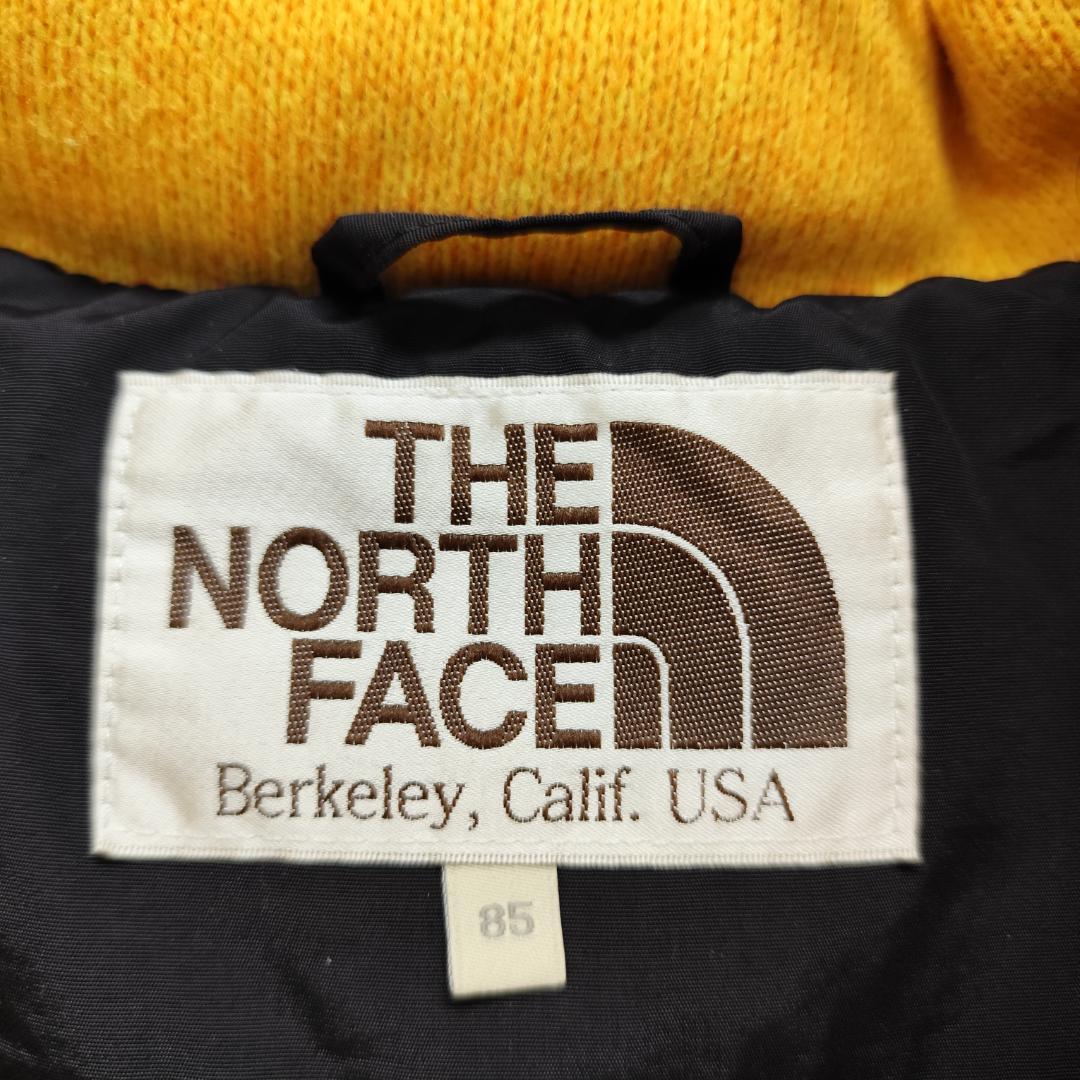 THE
NORTH
FACE
Berkeley, Calif. USA
85